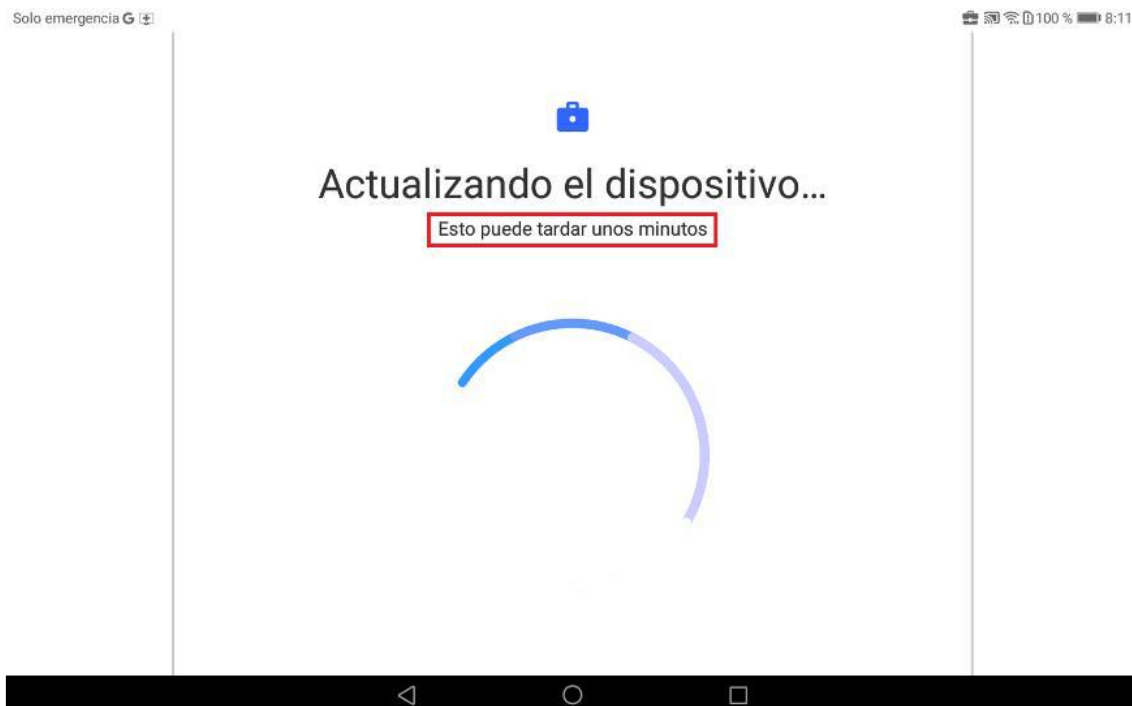 Solo emergencia G
100 % 8:11
Actualizando el dispositivo...
Esto puede tardar unos minutos